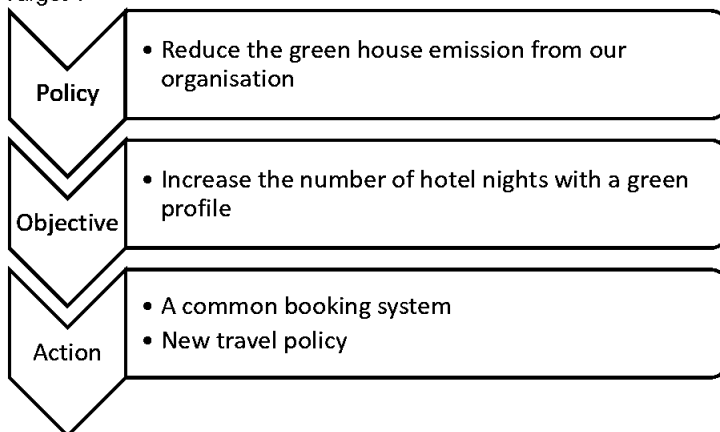 Policy
• Reduce the green house emission from our
organisation
Objective
• Increase the number of hotel nights with a green
profile
Action
• A common booking system
• New travel policy